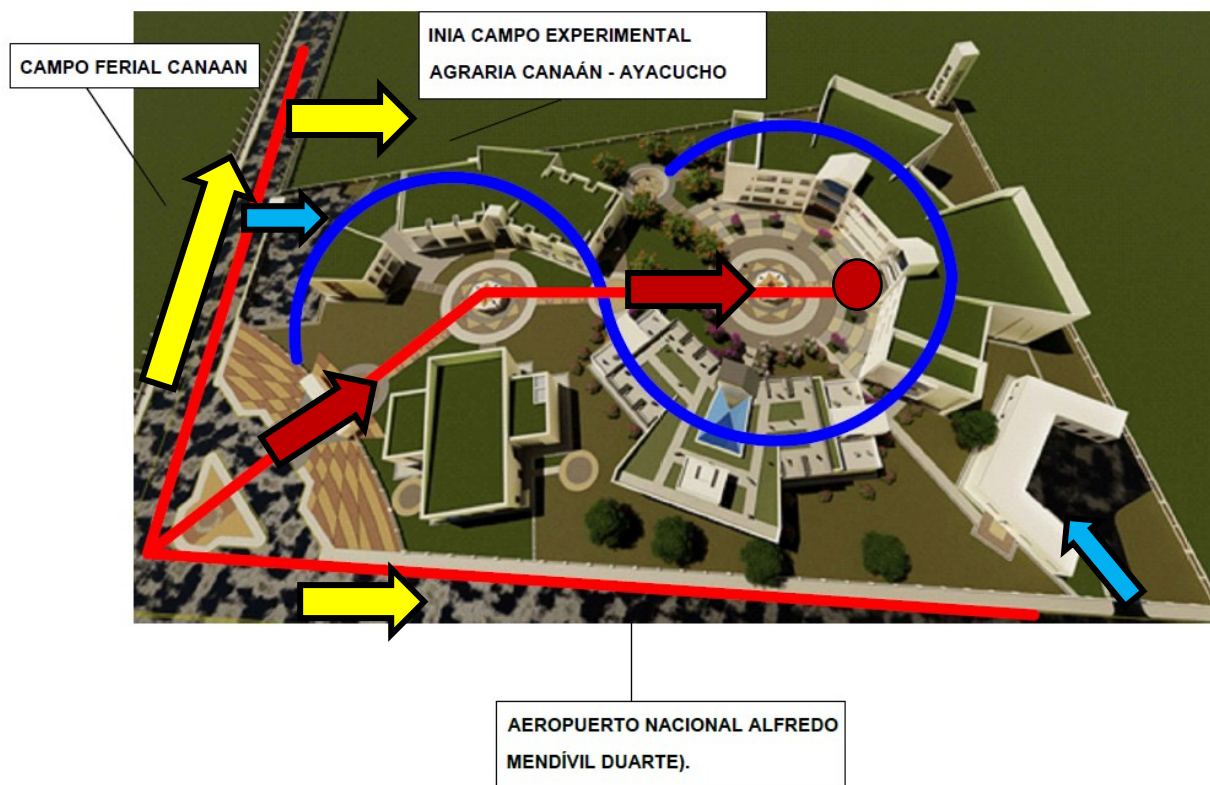 CAMPO FERIAL CANAAN
INIA CAMPO EXPERIMENTAL
AGRARIA CANAÁN - AYACUCHO
AEROPUERTO NACIONAL ALFREDO
MENDÍVIL DUARTE).